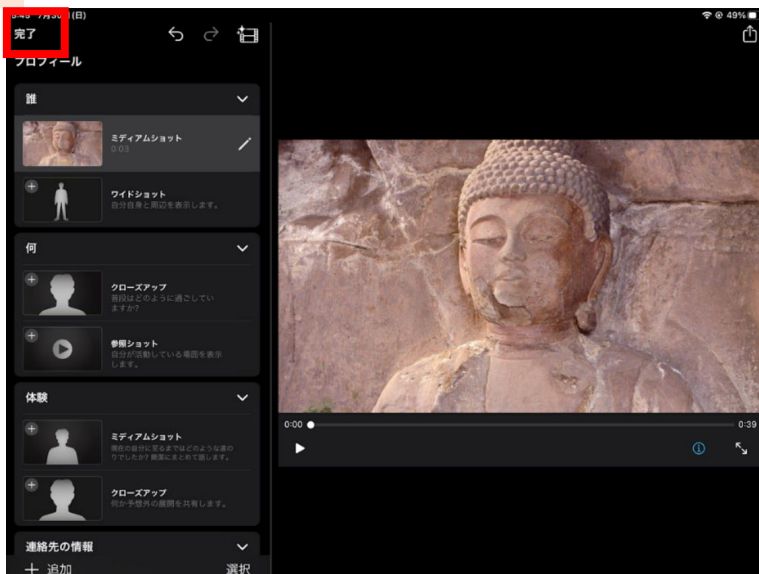 7月30日(日)
49%
完了
プロフィール
誰
ミディアムショット
0:03
ワイドショット
自分自身と周辺を表示します。
何
クローズアップ
普段はどのように過ごしてい
ますか?
参照ショット
自分が活動している場面を表示
します。
体験
ミディアムショット
現在の自分に至るまではどのような道の
りでしたか? 簡潔にまとめて話します。
クローズアップ
何か予想外の展開を共有します。
連絡先の情報
追加
選択
0:00
0:39